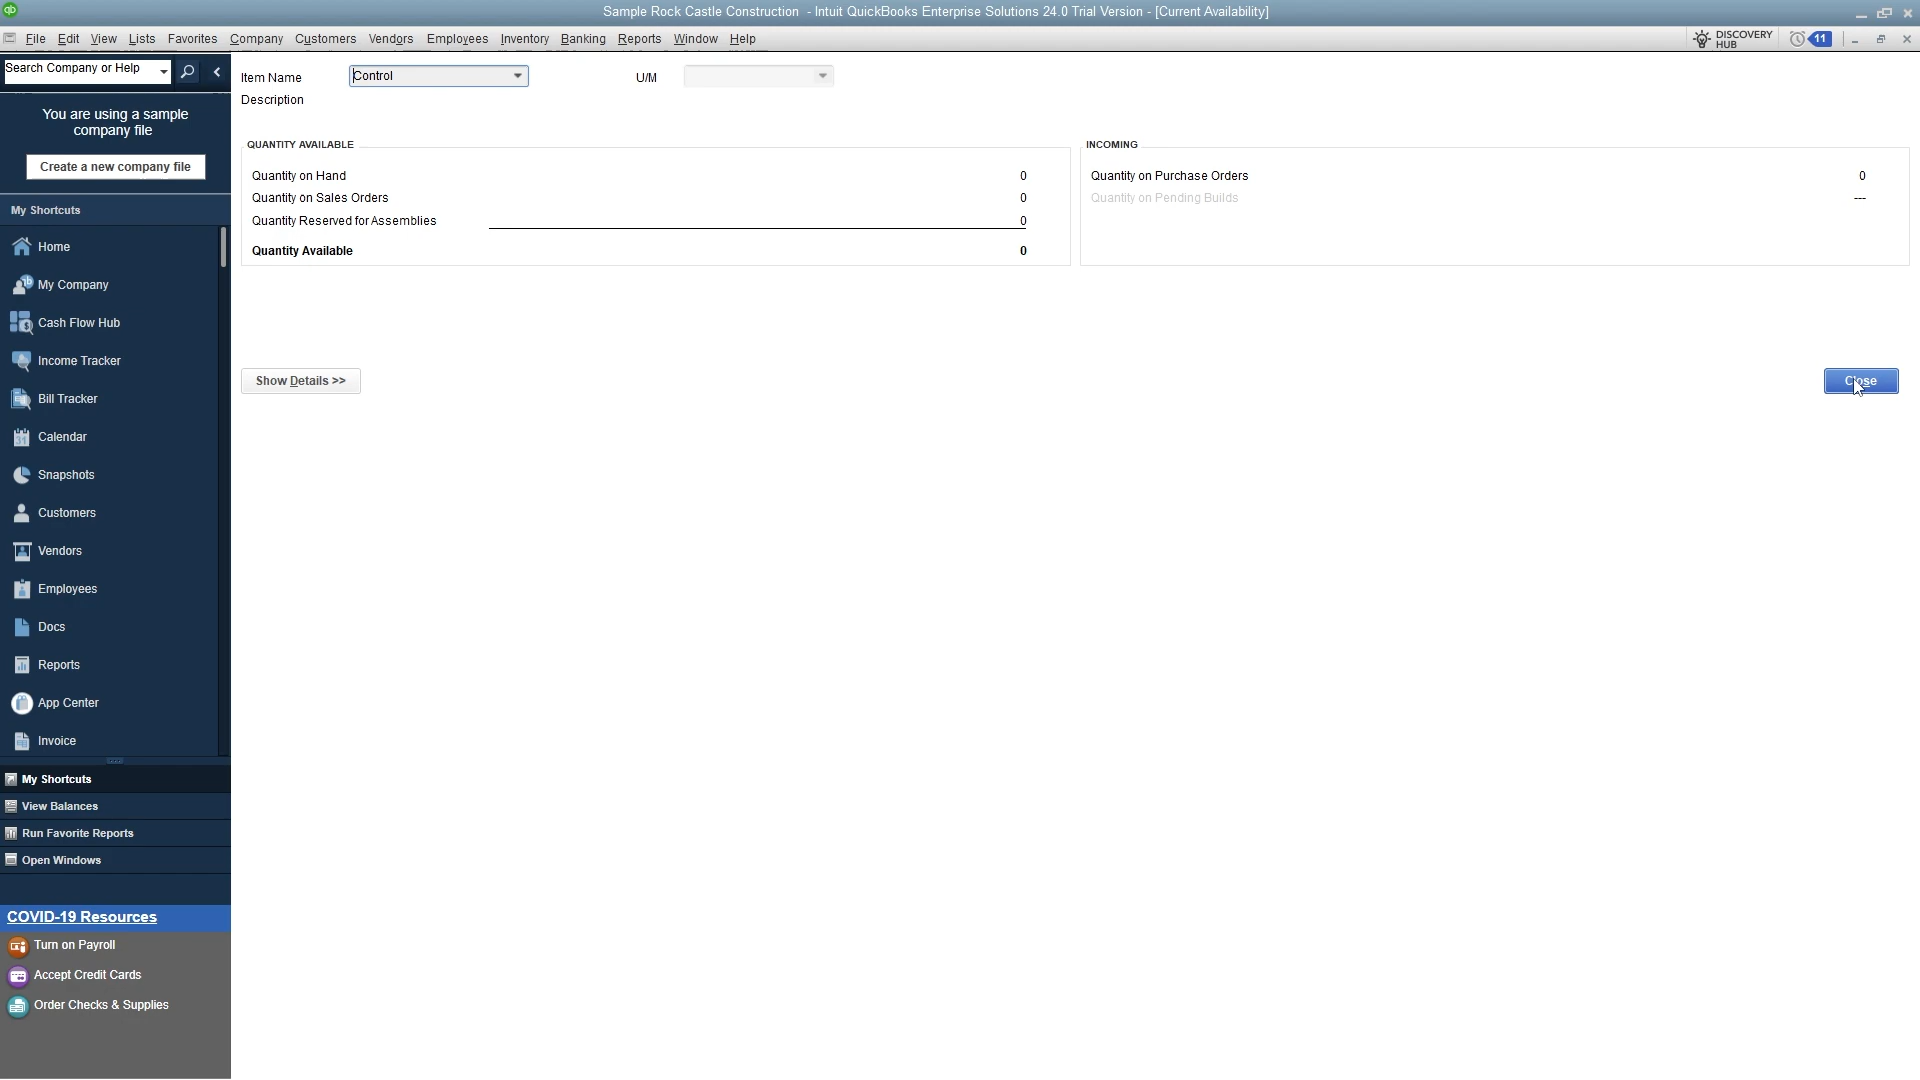 qb
Sample Rock Castle Construction - Intuit QuickBooks Enterprise Solutions 24.0 Trial Version - [Current Availability]
File Edit View Lists Favorites Company Customers Vendors Employees Inventory Banking Reports Window Help
DISCOVERY
HUB
11
Search Company or Help
You are using a sample
company file
Create a new company file
My Shortcuts
Home
My Company
Cash Flow Hub
Income Tracker
Bill Tracker
Calendar
Snapshots
Customers
Vendors
Employees
Docs
Reports
App Center
Invoice
My Shortcuts
View Balances
Run Favorite Reports
Open Windows
COVID-19 Resources
Turn on Payroll
Accept Credit Cards
Order Checks & Supplies
Item Name Control U/M
Description
QUANTITY AVAILABLE
Quantity on Hand 0
Quantity on Sales Orders 0
Quantity Reserved for Assemblies 0
Quantity Available 0
INCOMING
Quantity on Purchase Orders 0
Quantity on Pending Builds ---
Show Details >>
Close